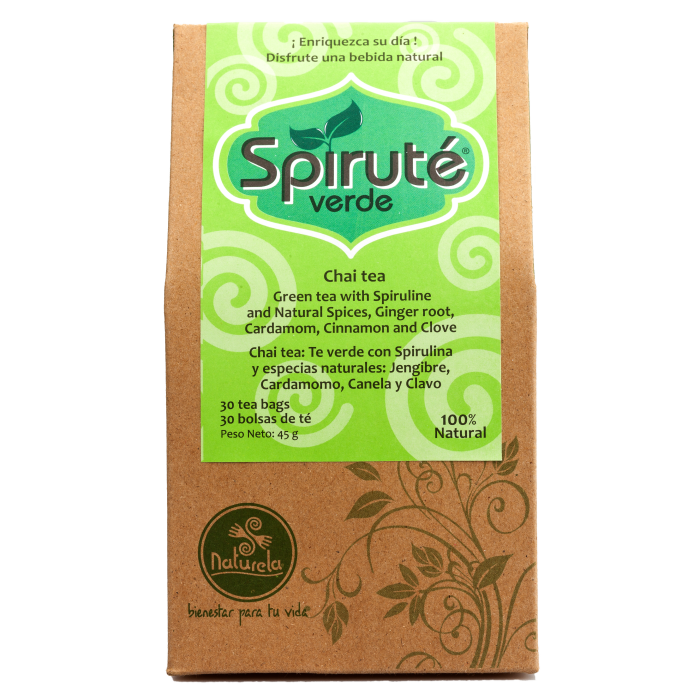 ¡ Enriquezca su día !
Disfrute una bebida natural
Spiruté®
verde
Chai tea
Green tea with Spiruline
and Natural Spices, Ginger root,
Cardamom, Cinnamon and Clove
Chai tea: Te verde con Spirulina
y especias naturales: Jengibre,
Cardamomo, Canela y Clavo
30 tea bags
30 bolsas de té
Peso Neto: 45 g
100%
Natural
Naturela
bienestar para tu vida